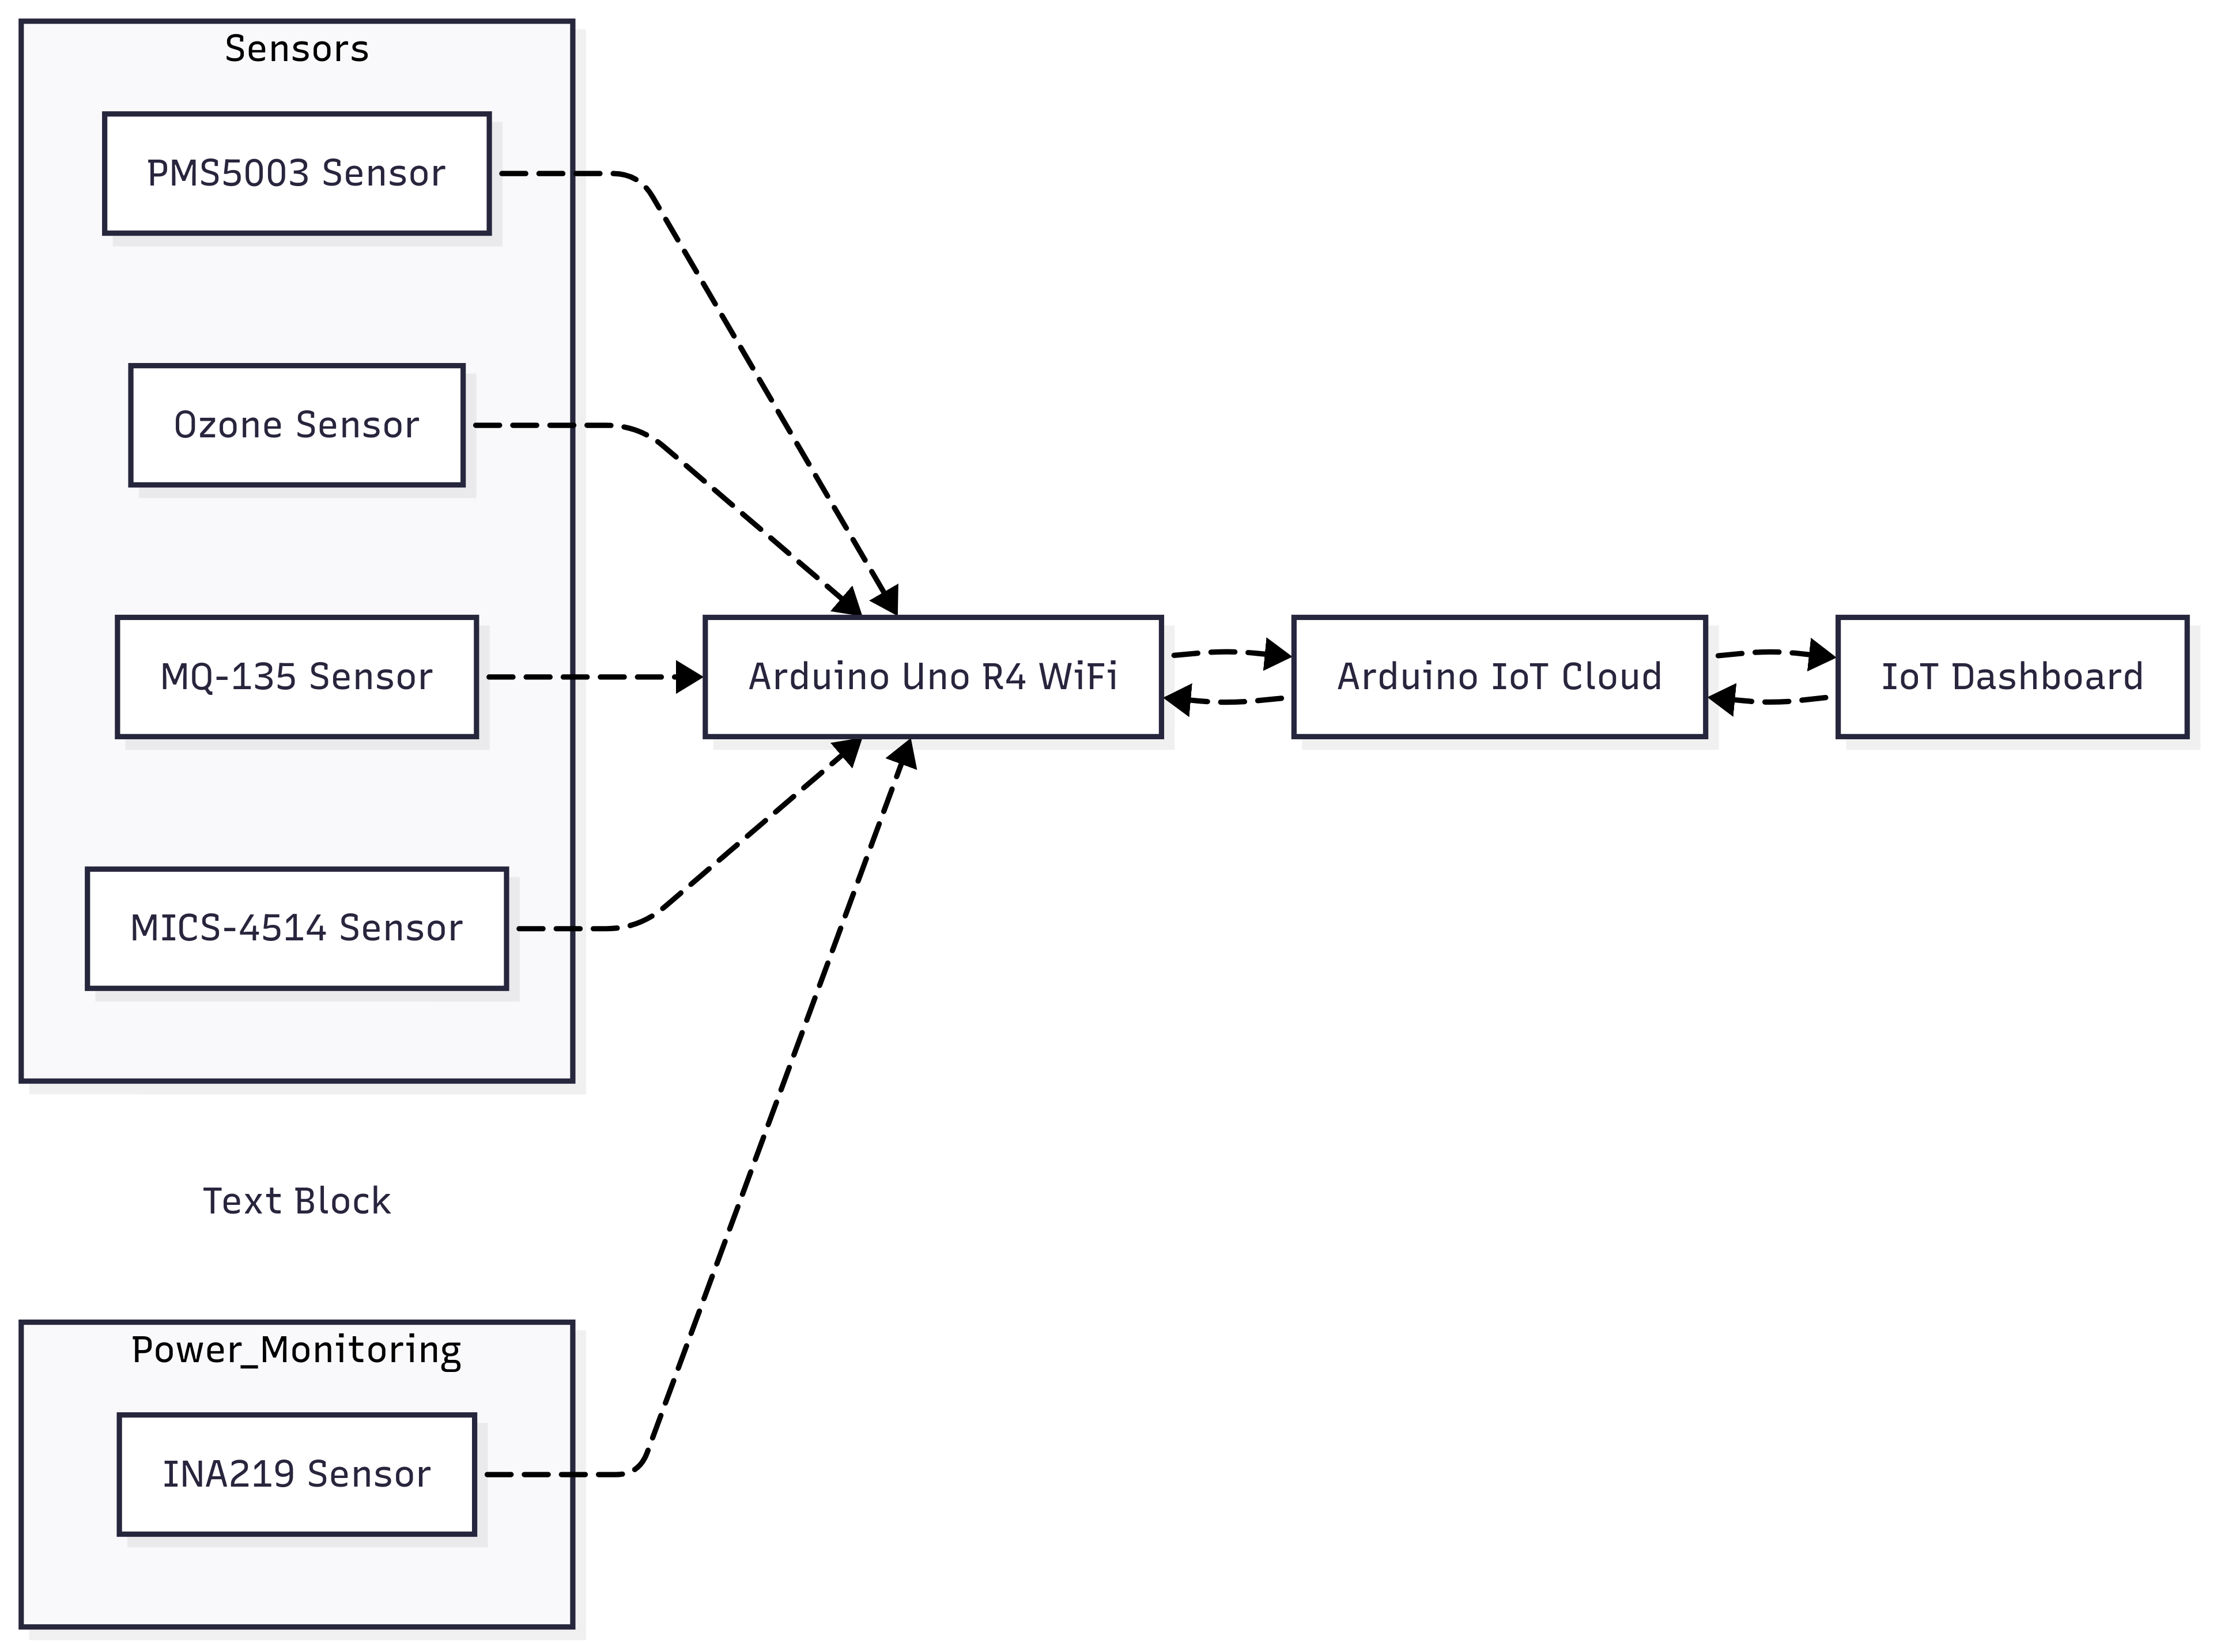 Sensors
PMS5003 Sensor
Ozone Sensor
MQ-135 Sensor
MICS-4514 Sensor
Arduino Uno R4 WiFi
Arduino IoT Cloud
IoT Dashboard
Text Block
Power_Monitoring
INA219 Sensor